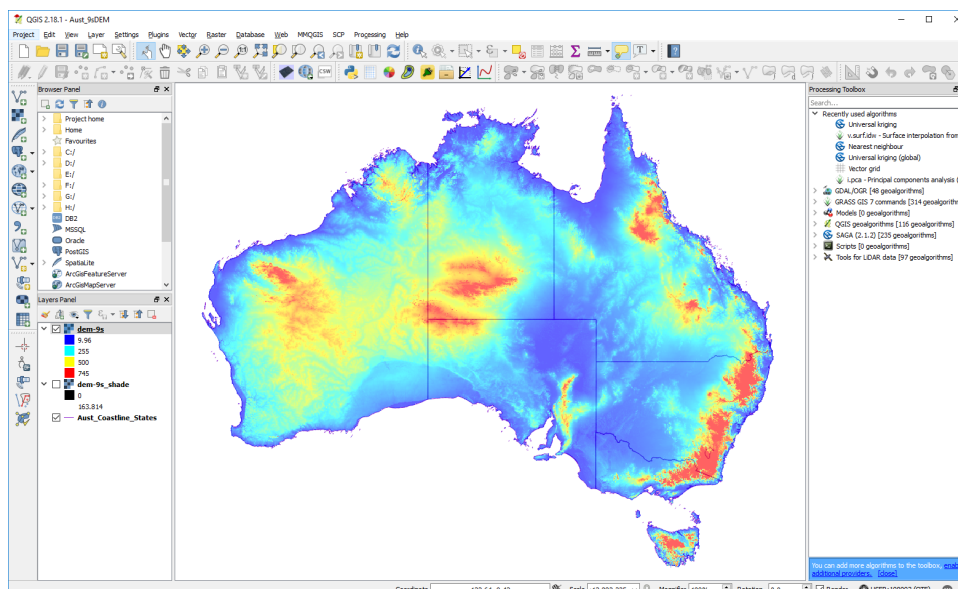 QGIS 2.18.1 - Aust_9sDEM
Project Edit View Layer Settings Plugins Vector Raster Database Web MMQGIS SCP Processing Help
CSW
Browser Panel
Project home
Home
Favourites
C:/
D:/
E:/
F:/
G:/
H:/
DB2
MSSQL
Oracle
PostGIS
SpatiaLite
ArcGisFeatureServer
ArcGisMapServer
Layers Panel
dem-9s
9.96
255
500
745
dem-9s_shade
0
163.814
Aust_Coastline_States
Processing Toolbox
Search...
Recently used algorithms
Universal kriging
v.surf.idw - Surface interpolation from
Nearest neighbour
Universal kriging (global)
Vector grid
i.pca - Principal components analysis (
GDAL/OGR [48 geoalgorithms]
GRASS GIS 7 commands [314 geoalgorithm
Models [0 geoalgorithms]
QGIS geoalgorithms [116 geoalgorithms]
SAGA (2.1.2) [235 geoalgorithms]
Scripts [0 geoalgorithms]
Tools for LiDAR data [97 geoalgorithms]
You can add more algorithms to the toolbox, enab
additional providers. [close]
Coordinate Scale Magnifier 100% Rotation 0.0 Render